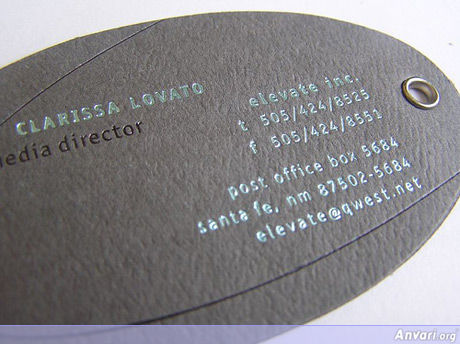 CLARISSA LOVATO
media director
elevate inc.
t 505/424/8525
f 505/424/8551
post office box 5684
santa fe, nm 87502-5684
elevate@qwest.net
Anvari.org